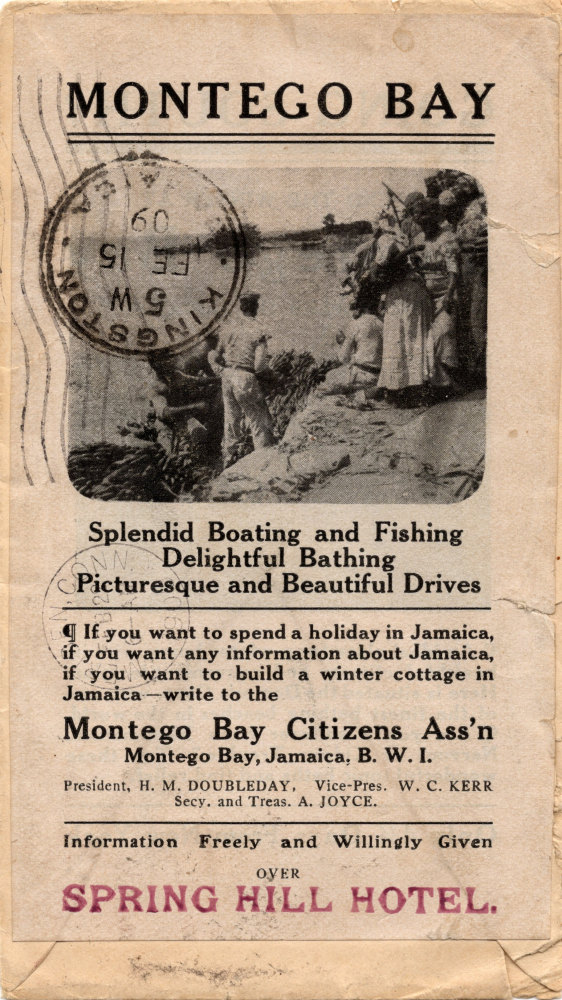 MONTEGO BAY
KINGSTON
JAMAICA
5 W
FE 15
09
Splendid Boating and Fishing
Delightful Bathing
Picturesque and Beautiful Drives
CONN.
¶ If you want to spend a holiday in Jamaica,
if you want any information about Jamaica,
if you want to build a winter cottage in
Jamaica—write to the
Montego Bay Citizens Ass'n
Montego Bay, Jamaica, B. W. I.
President, H. M. DOUBLEDAY, Vice-Pres. W. C. KERR
Secy. and Treas. A. JOYCE.
Information Freely and Willingly Given
OVER
SPRING HILL HOTEL.